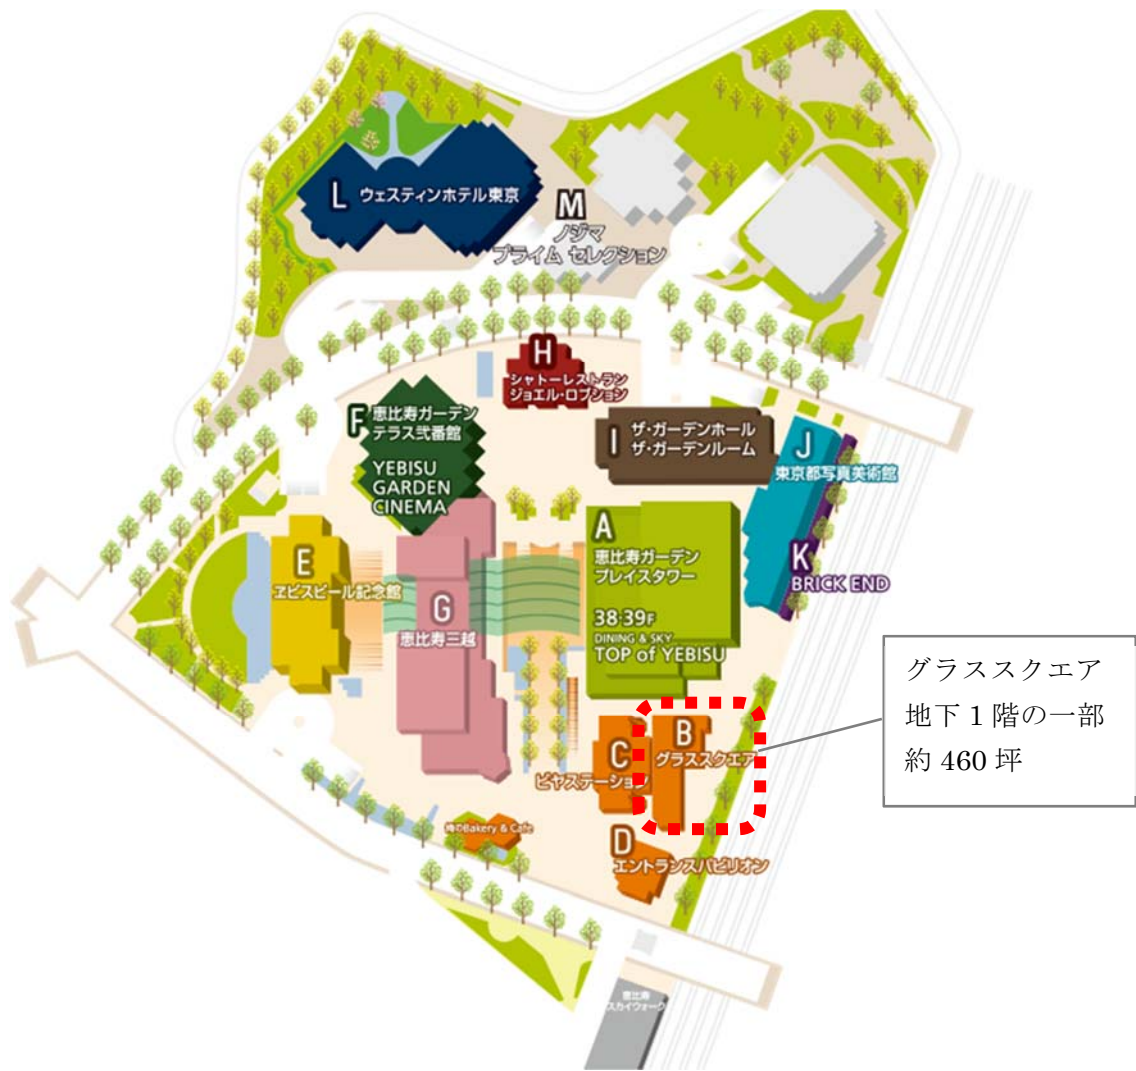 L ウェスティンホテル東京
M
ノジマ
プライム セレクション
H
シャトーレストラン
ジョエル・ロブション
F 恵比寿ガーデン
テラス弐番館
YEBISU
GARDEN
CINEMA
I ザ・ガーデンホール
ザ・ガーデンルーム
J
東京都写真美術館
A
恵比寿ガーデン
プレイスタワー
38・39F
DINING & SKY
TOP of YEBISU
K
BRICK END
E
ヱビスビール記念館
G
恵比寿三越
グラススクエア
地下1階の一部
約460坪
B
グラススクエア
C
ビヤステーション
Bakery & Cafe
D
エントランスパビリオン
恵比寿
スカイウォーク